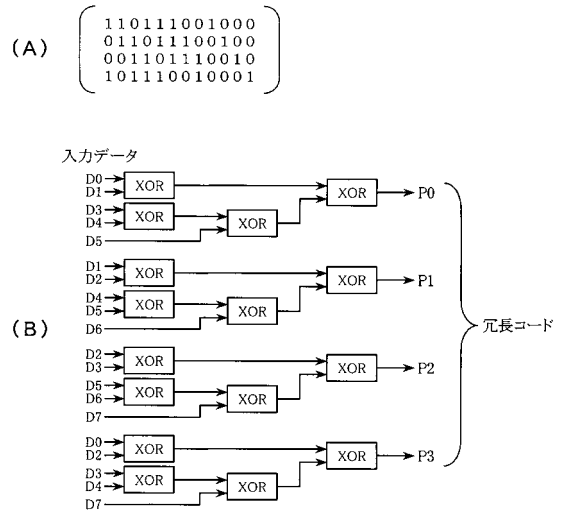 (A)
110111001000
011011100100
001101110010
101110010001
入力データ
D0
D1
XOR
XOR
P0
D3
D4
XOR
XOR
D5
D1
D2
XOR
XOR
P1
D4
D5
XOR
XOR
D6
(B)
冗長コード
D2
D3
XOR
XOR
P2
D5
D6
XOR
XOR
D7
D0
D2
XOR
XOR
P3
D3
D4
XOR
XOR
D7